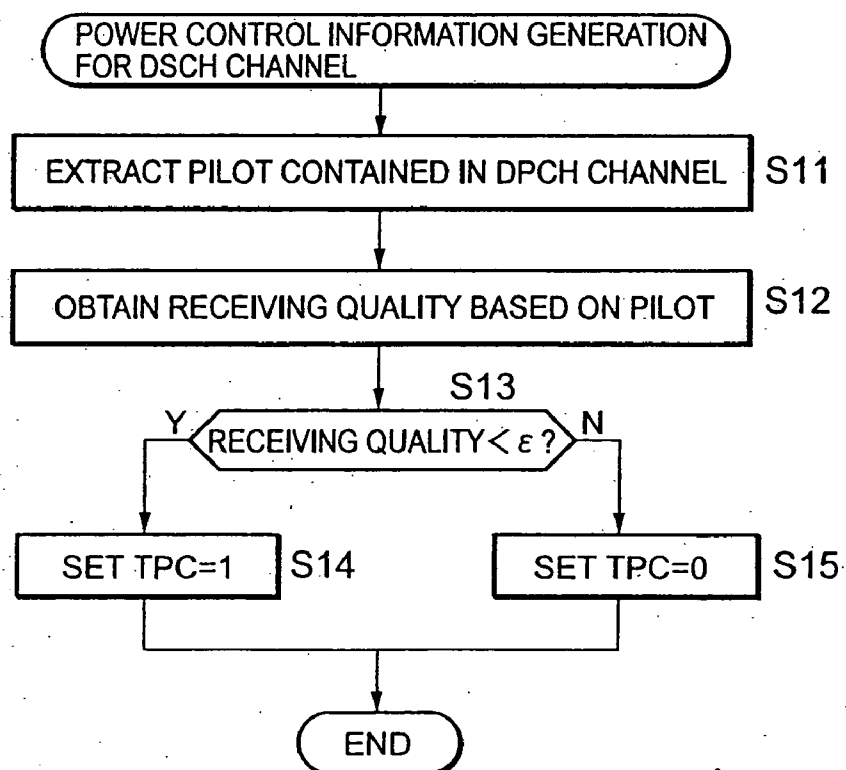 POWER CONTROL INFORMATION GENERATION
FOR DSCH CHANNEL
EXTRACT PILOT CONTAINED IN DPCH CHANNEL
S11
OBTAIN RECEIVING QUALITY BASED ON PILOT
S12
S13
Y
RECEIVING QUALITY < ε ?
N
SET TPC=1
S14
SET TPC=0
S15
END